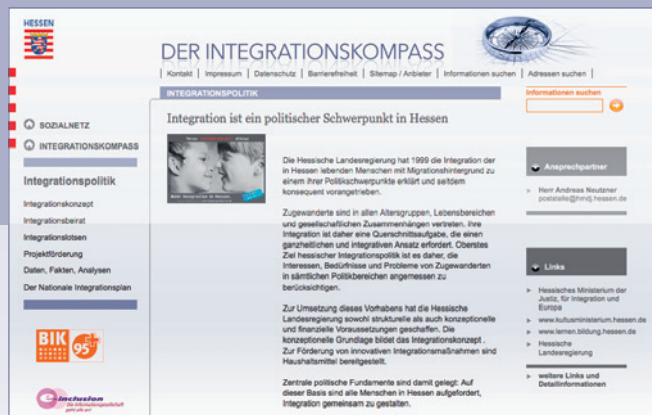 HESSEN
DER INTEGRATIONSKOMPASS
Kontakt | Impressum | Datenschutz | Barrierefreiheit | Sitemap / Anbieter | Informationen suchen | Adressen suchen |
INTEGRATIONSPOLITIK
Informationen suchen
SOZIALNETZ
INTEGRATIONSKOMPASS
Integrationspolitik
Integrationskonzept
Integrationsbeirat
Integrationslotsen
Projektförderung
Daten, Fakten, Analysen
Der Nationale Integrationsplan
BIK
95+
e-inclusion
Die Informationsgesellschaft
geht alle an!
Integration ist ein politischer Schwerpunkt in Hessen
Die Hessische Landesregierung hat 1999 die Integration der
in Hessen lebenden Menschen mit Migrationshintergrund zu
einem ihrer Politikschwerpunkte erklärt und seitdem
konsequent vorangetrieben.
Zugewanderte sind in allen Altersgruppen, Lebensbereichen
und gesellschaftlichen Zusammenhängen vertreten. Ihre
Integration ist daher eine Querschnittsaufgabe, die einen
ganzheitlichen und integrativen Ansatz erfordert. Oberstes
Ziel hessischer Integrationspolitik ist es daher, die
Interessen, Bedürfnisse und Probleme von Zugewanderten
in sämtlichen Politikbereichen angemessen zu
berücksichtigen.
Zur Umsetzung dieses Vorhabens hat die Hessische
Landesregierung sowohl strukturelle als auch konzeptionelle
und finanzielle Voraussetzungen geschaffen. Die
konzeptionelle Grundlage bildet das Integrationskonzept .
Zur Förderung von innovativen Integrationsmaßnahmen sind
Haushaltsmittel bereitgestellt.
Zentrale politische Fundamente sind damit gelegt: Auf
dieser Basis sind alle Menschen in Hessen aufgefordert,
Integration gemeinsam zu gestalten.
Ansprechpartner
Herr Andreas Neutzner
poststelle@hmdj.hessen.de
Links
Hessisches Ministerium der
Justiz, für Integration und
Europa
www.kultusministerium.hessen.de
www.lernen.bildung.hessen.de
Hessische
Landesregierung
weitere Links und
Detailinformationen